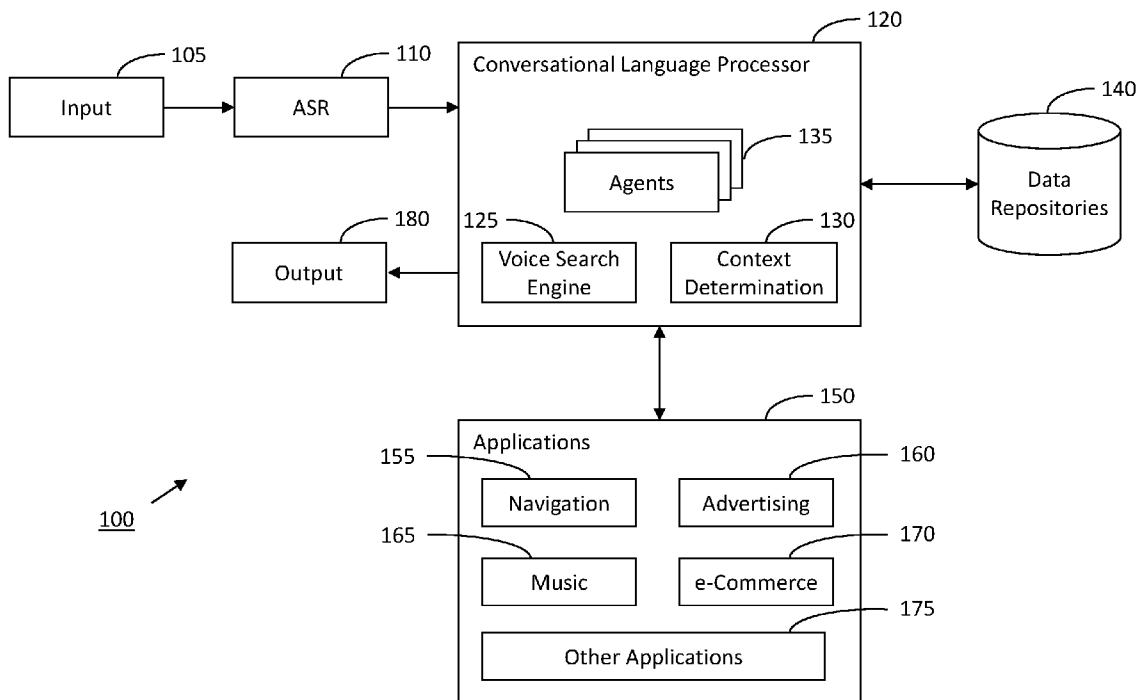 120
105
110
Conversational Language Processor
140
Input
ASR
135
Agents
Data
Repositories
180
125
130
Output
Voice Search
Engine
Context
Determination
150
Applications
155
160
Navigation
Advertising
100
165
170
Music
e-Commerce
175
Other Applications